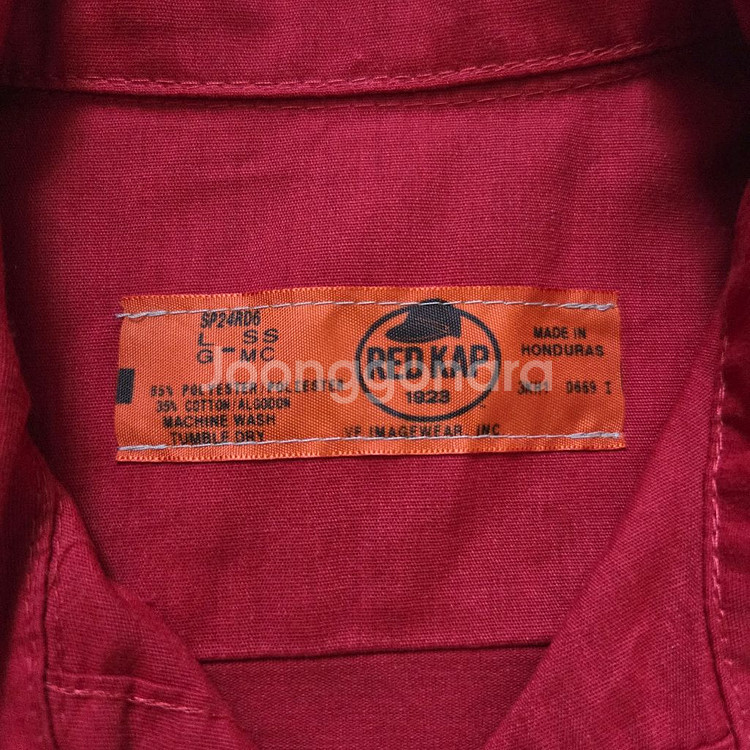 SP24RD6
L - SS
G - MC
65% POLYESTER/POLIESTER
35% COTTON/ALGODON
MACHINE WASH
TUMBLE DRY
RED KAP
1923
VF IMAGEWEAR, INC
MADE IN
HONDURAS
0669 I
Joonggonara